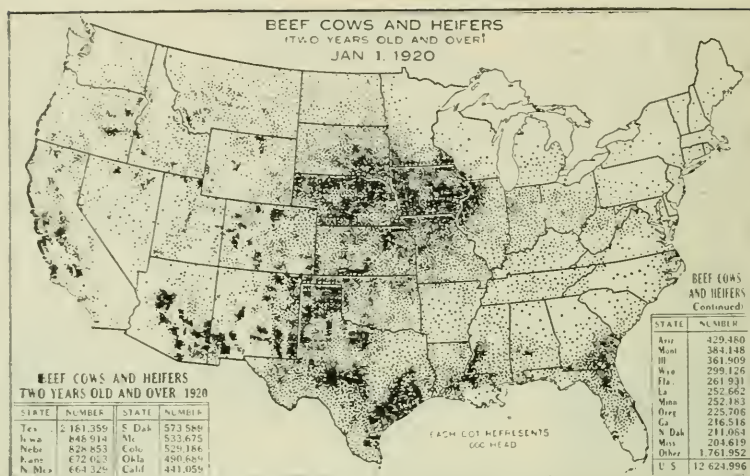 BEEF COWS AND HEIFERS
(TWO YEARS OLD AND OVER)
JAN 1. 1920
BEEF COWS
AND HEIFERS
Continued)
STATE NUMBER
Ariz 429,480
Mont 384,148
Ill 361,909
Wyo 299,126
Fla. 261,931
La 252,662
Minn 252,183
Oreg 225,706
Ga 216,516
N Dak 211,064
Miss 204,619
Other 1,761,952
U S 12 624,996
BEEF COWS AND HEIFERS
TWO YEARS OLD AND OVER 1920
STATE NUMBER STATE NUMBER
Tex 2 181,359 S Dak 573 589
Iowa 848 914 Mo 533,675
Nebr 828 853 Colo 529,186
Kans 672 023 Okla 490,689
N. Mex 664 329 Calif 441,059
EACH DOT REPRESENTS
HEAD